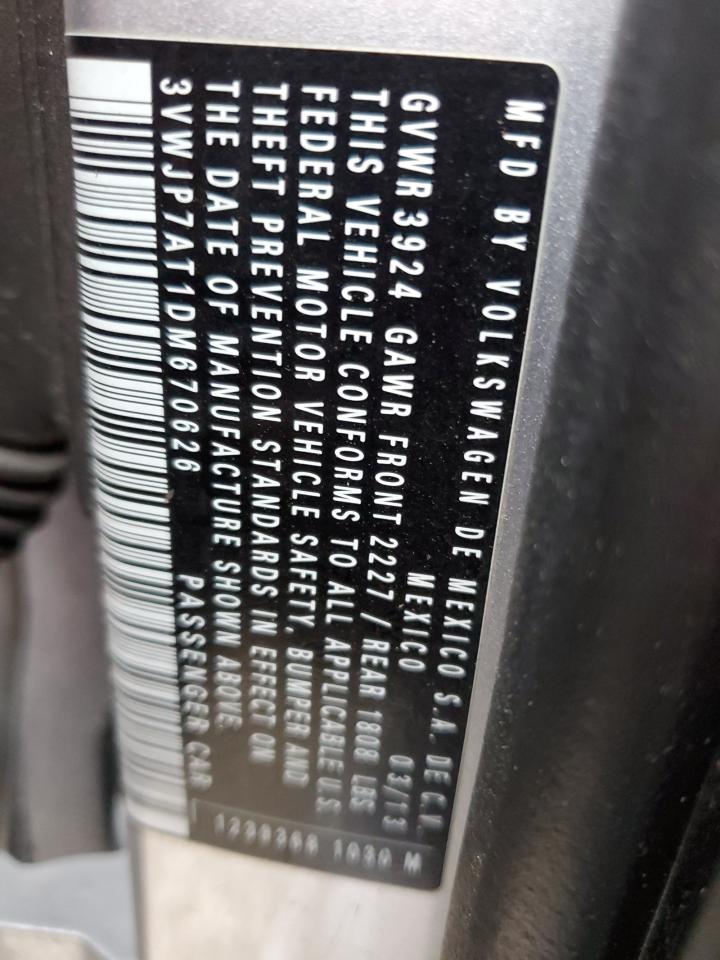 MFD BY VOLKSWAGEN DE MEXICO S.A. DE C.V.
MEXICO 03/13
GVWR 3924 GAWR FRONT 2227 / REAR 1808 LBS
THIS VEHICLE CONFORMS TO ALL APPLICABLE U.S.
FEDERAL MOTOR VEHICLE SAFETY, BUMPER AND
THEFT PREVENTION STANDARDS IN EFFECT ON
THE DATE OF MANUFACTURE SHOWN ABOVE.
3VWJP7AT1DM670626 PASSENGER CAR
1030 M